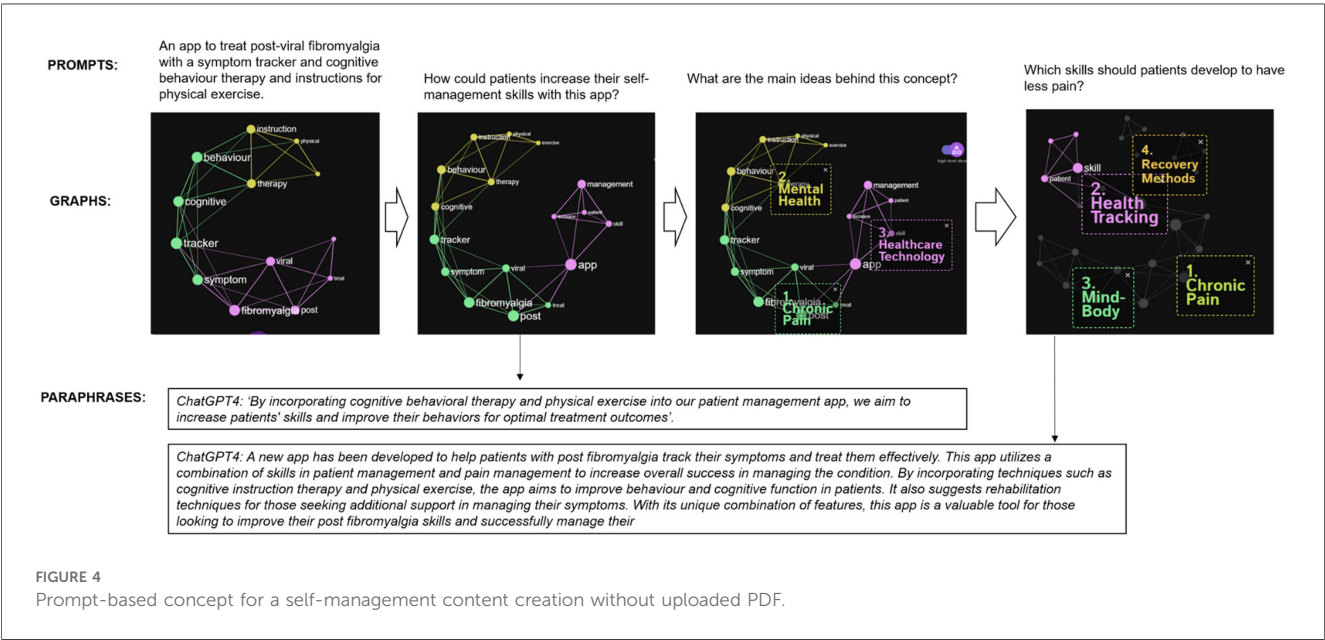 PROMPTS:
An app to treat post-viral fibromyalgia
with a symptom tracker and cognitive
behaviour therapy and instructions for
physical exercise.
How could patients increase their self-
management skills with this app?
What are the main ideas behind this concept?
Which skills should patients develop to have
less pain?
GRAPHS:
instruction
physical
behaviour
therapy
cognitive
tracker
viral
symptom
treat
fibromyalgia
post
instruction
physical
exercise
behaviour
therapy
cognitive
management
patient
increase
skill
tracker
symptom
viral
app
fibromyalgia
treat
post
instruction
physical
exercise
high-level ideas
behaviour
2.
Mental
Health
cognitive
management
patient
increase
skill
3.
Healthcare
Technology
tracker
symptom
viral
app
fibromyalgia
treat
1.
Chronic
Pain
post
skill
patient
4.
Recovery
Methods
2.
Health
Tracking
3.
Mind-
Body
1.
Chronic
Pain
PARAPHRASES:
ChatGPT4: 'By incorporating cognitive behavioral therapy and physical exercise into our patient management app, we aim to
increase patients' skills and improve their behaviors for optimal treatment outcomes'.
ChatGPT4: A new app has been developed to help patients with post fibromyalgia track their symptoms and treat them effectively. This app utilizes a
combination of skills in patient management and pain management to increase overall success in managing the condition. By incorporating techniques such as
cognitive instruction therapy and physical exercise, the app aims to improve behaviour and cognitive function in patients. It also suggests rehabilitation
techniques for those seeking additional support in managing their symptoms. With its unique combination of features, this app is a valuable tool for those
looking to improve their post fibromyalgia skills and successfully manage their
FIGURE 4
Prompt-based concept for a self-management content creation without uploaded PDF.